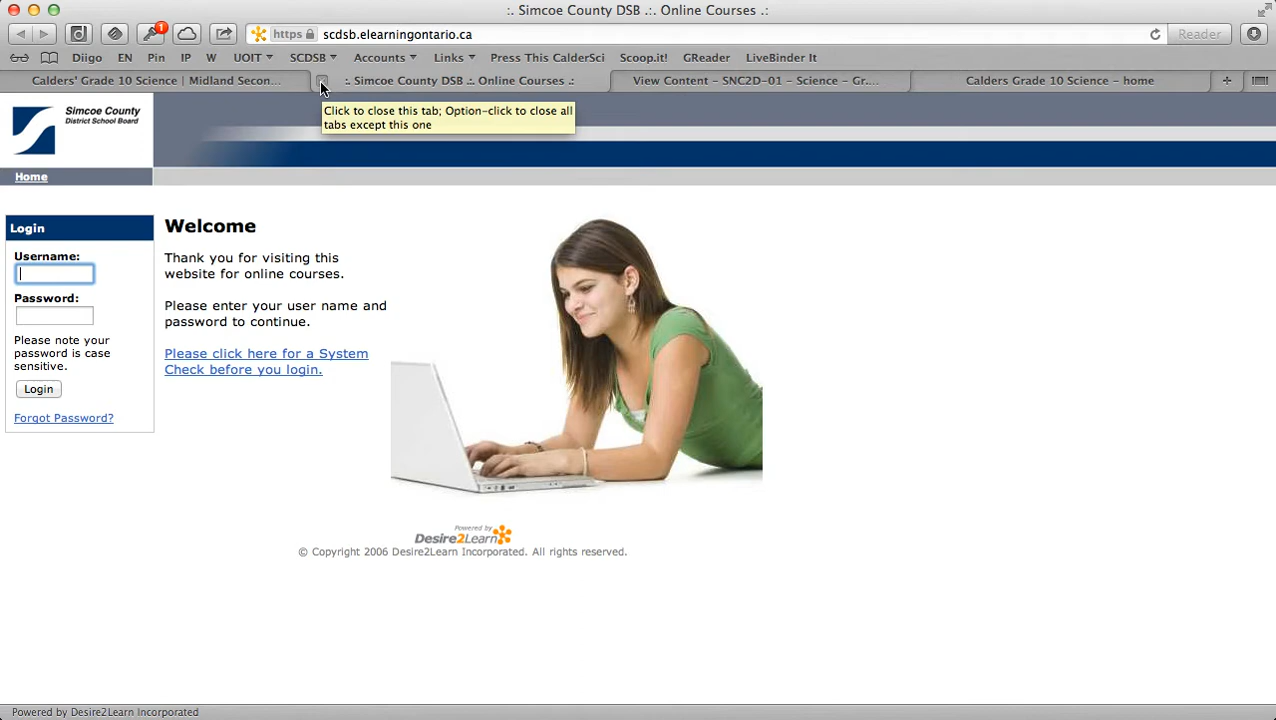 :. Simcoe County DSB .:. Online Courses .:
1
https
scdsb.elearningontario.ca
Reader
Diigo
EN
Pin
IP
W
UOIT
SCDSB
Accounts
Links
Press This CalderSci
Scoop.it!
GReader
LiveBinder It
Calders' Grade 10 Science | Midland Secon...
:. Simcoe County DSB .:. Online Courses .:
View Content – SNC2D-01 – Science – Gr....
Calders Grade 10 Science – home
Click to close this tab; Option-click to close all
tabs except this one
Simcoe County
District School Board
Home
Login
Username:
Password:
Please note your
password is case
sensitive.
Login
Forgot Password?
Welcome
Thank you for visiting this
website for online courses.
Please enter your user name and
password to continue.
Please click here for a System
Check before you login.
Powered by
Desire2Learn
© Copyright 2006 Desire2Learn Incorporated. All rights reserved.
Powered by Desire2Learn Incorporated